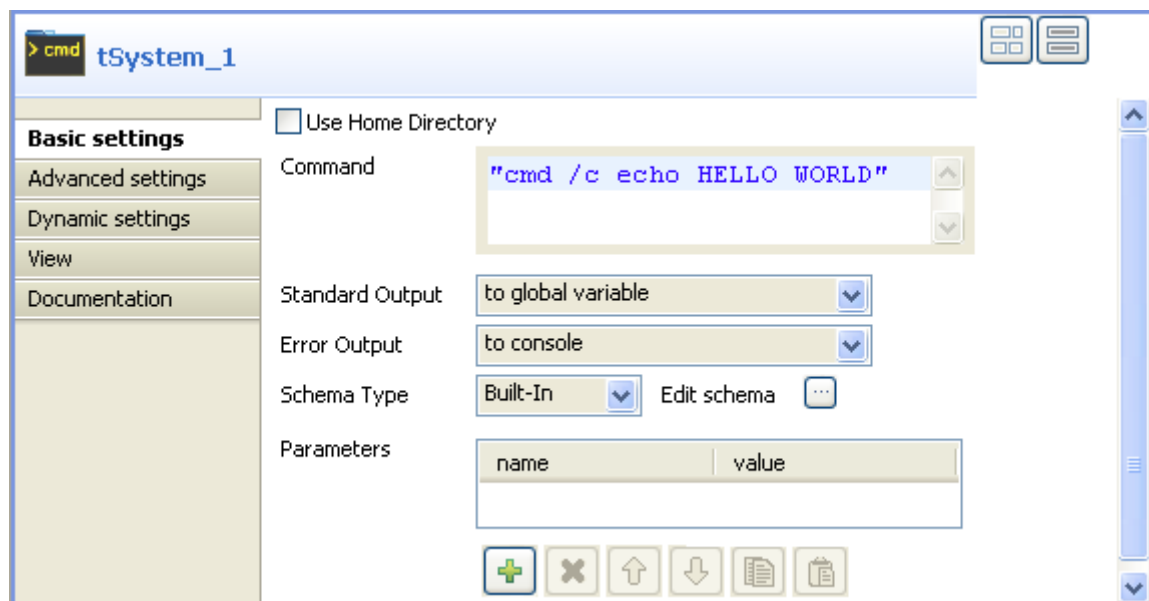 > cmd
tSystem_1
Basic settings
Advanced settings
Dynamic settings
View
Documentation
Use Home Directory
Command
"cmd /c echo HELLO WORLD"
Standard Output to global variable
Error Output to console
Schema Type Built-In Edit schema ...
Parameters
name value